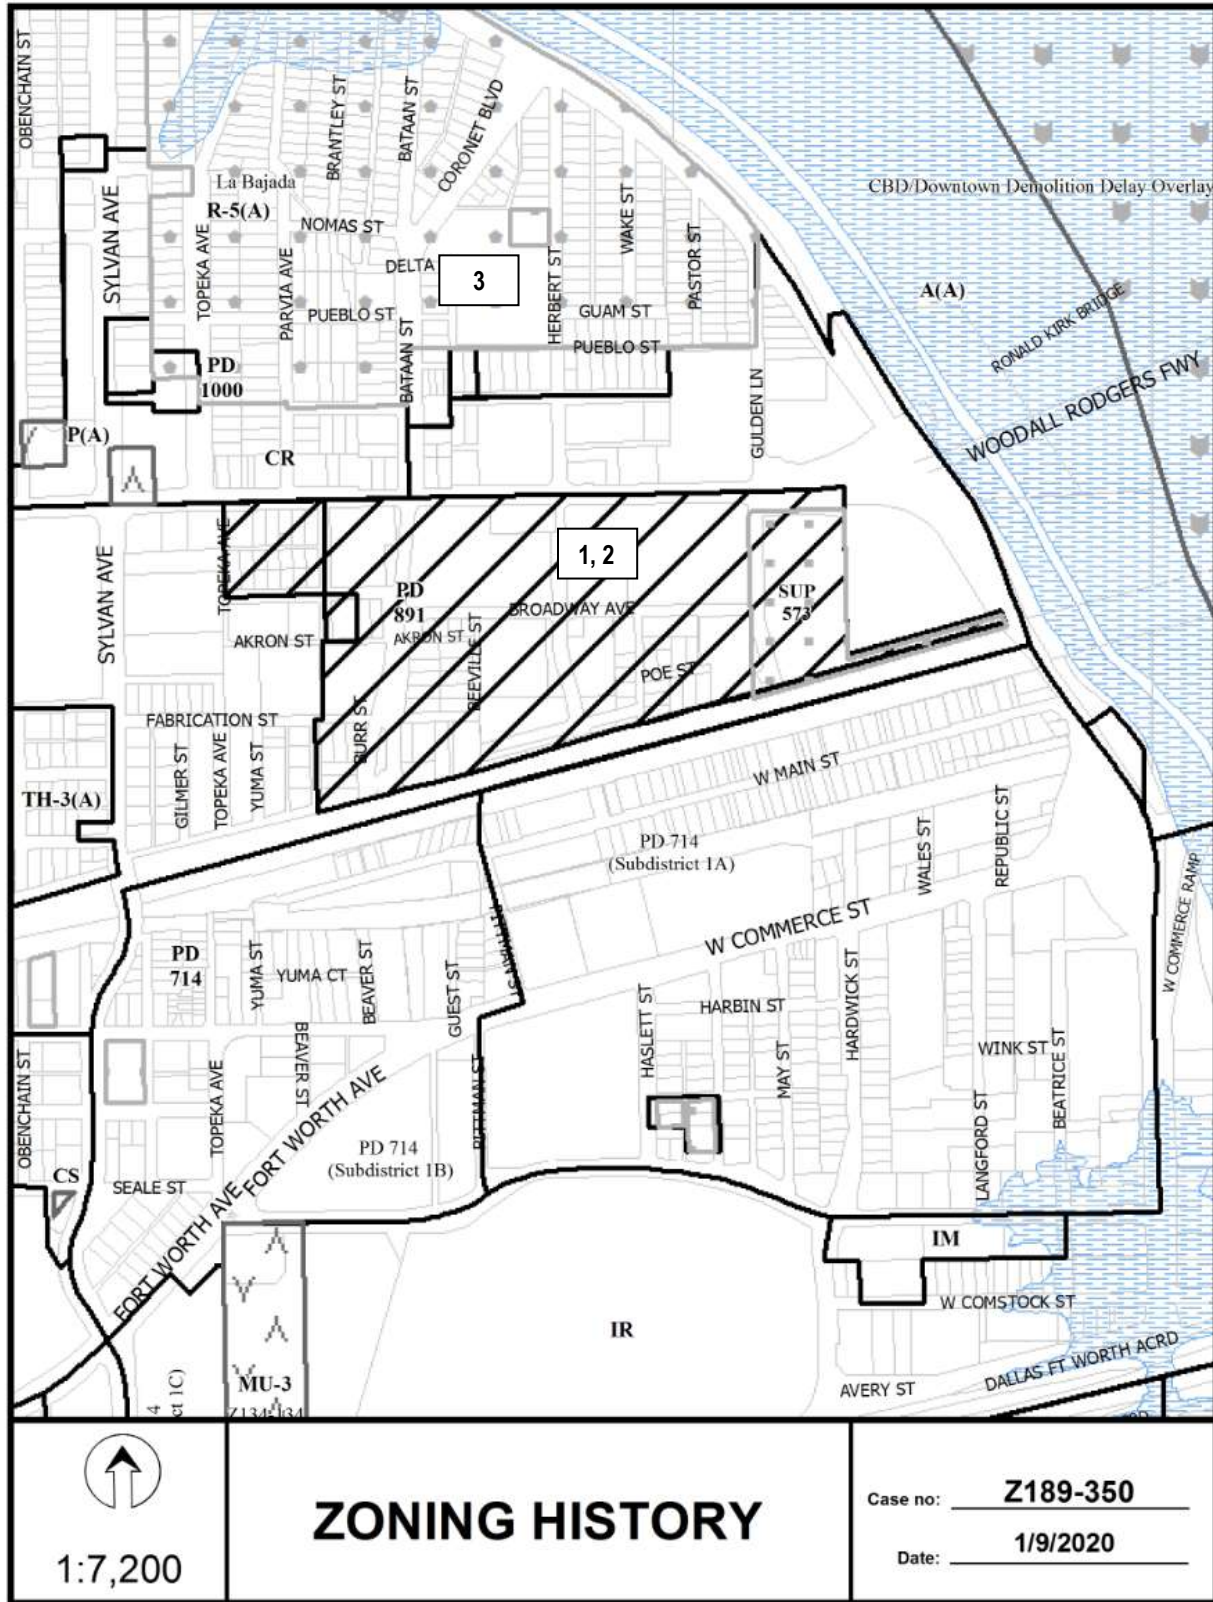 OBENCHAIN ST
SYLVAN AVE
La Bajada
R-5(A)
BRANTLEY ST
BATAAN ST
CORONET BLVD
NOMAS ST
TOPEKA AVE
PARVIA AVE
DELTA
3
PUEBLO ST
BATAAN ST
HERBERT ST
WAKE ST
PASTOR ST
GUAM ST
PUEBLO ST
CBD/Downtown Demolition Delay Overlay
A(A)
RONALD KIRK BRIDGE
WOODALL RODGERS FWY
GULDEN LN
PD
1000
P(A)
CR
1, 2
TOPEKA AVE
SYLVAN AVE
PD
891
AKRON ST
AKRON ST
BROADWAY AVE
BEEVILLE ST
SUP
573
POE ST
BURR ST
FABRICATION ST
GILMER ST
TOPEKA AVE
YUMA ST
TH-3(A)
W MAIN ST
PD 714
(Subdistrict 1A)
WALES ST
REPUBLIC ST
W COMMERCE RAMP
W COMMERCE ST
PD
714
YUMA ST
YUMA CT
BEAVER ST
GUEST ST
PITTMAN ST
HASLETT ST
HARBIN ST
HARDWICK ST
WINK ST
BEATRICE ST
MAY ST
LANGFORD ST
OBENCHAIN ST
TOPEKA AVE
BEAVER ST
FORT WORTH AVE
PITTMAN ST
PD 714
(Subdistrict 1B)
CS
SEALE ST
FORT WORTH AVE
IM
W COMSTOCK ST
IR
MU-3
Z134-134
4
ct 1C)
AVERY ST
DALLAS FT WORTH ACRD
1:7,200
ZONING HISTORY
Case no: Z189-350
Date: 1/9/2020